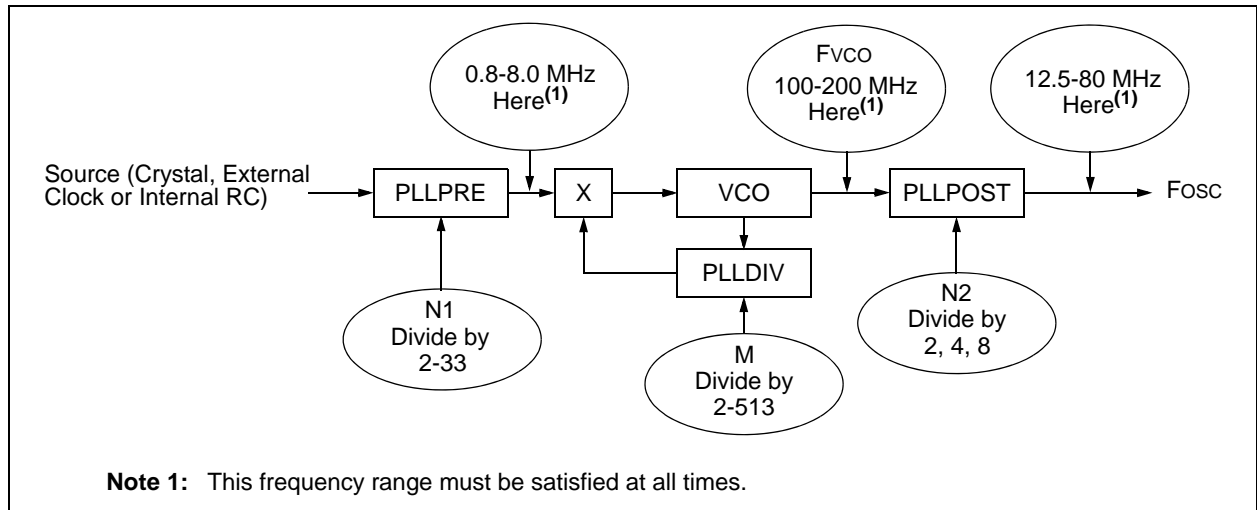 0.8-8.0 MHz
Here(1)
FVCO
100-200 MHz
Here(1)
12.5-80 MHz
Here(1)
Source (Crystal, External
Clock or Internal RC)
PLLPRE
X
VCO
PLLPOST
FOSC
PLLDIV
N1
Divide by
2-33
M
Divide by
2-513
N2
Divide by
2, 4, 8
Note 1: This frequency range must be satisfied at all times.